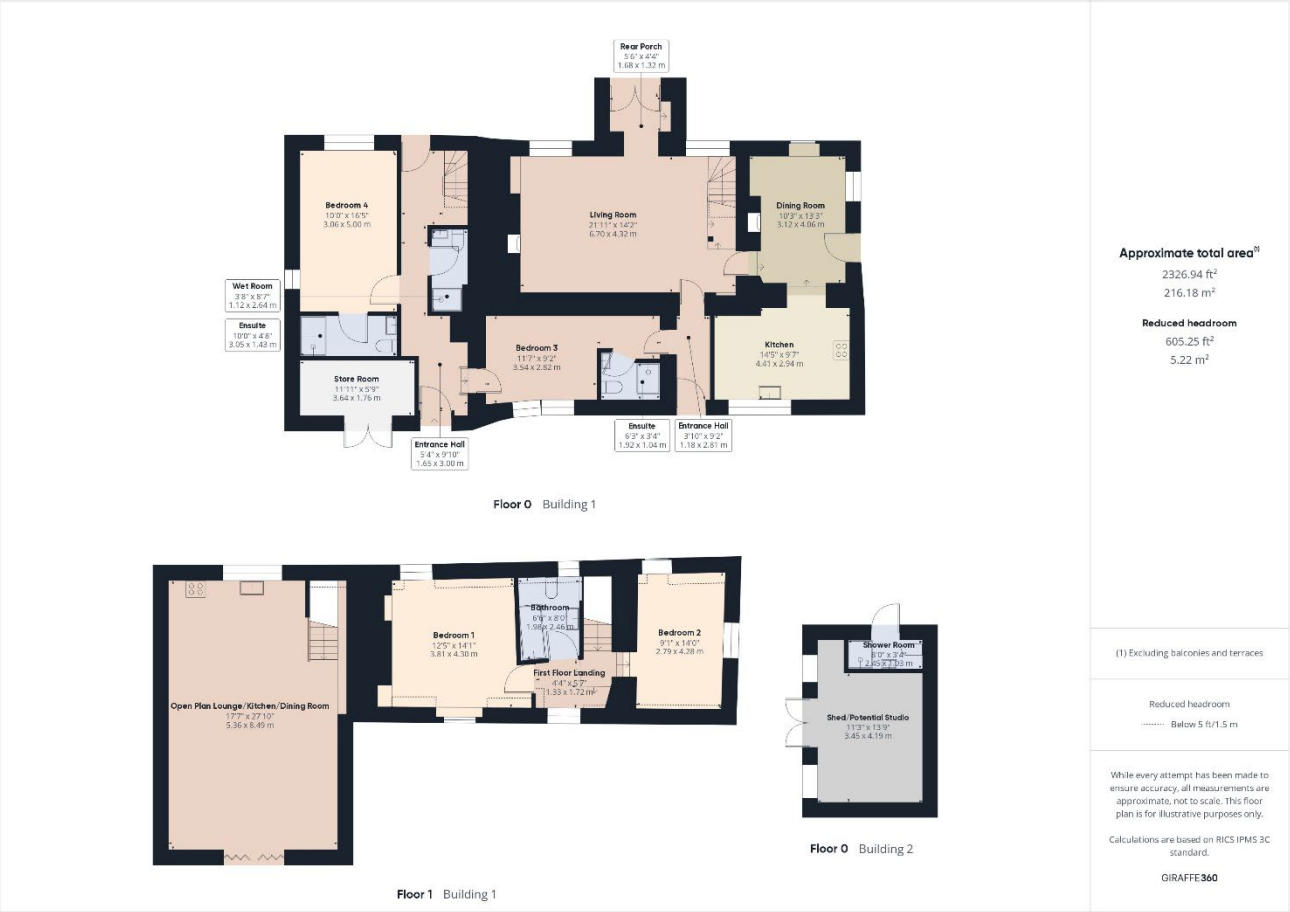 Rear Porch
5'6" x 4'4"
1.68 x 1.32 m
Bedroom 4
10'0" x 16'5"
3.06 x 5.00 m
Living Room
21'11" x 14'2"
6.70 x 4.32 m
Dining Room
10'3" x 13'3"
3.12 x 4.06 m
Wet Room
3'8" x 8'7"
1.12 x 2.64 m
Ensuite
10'0" x 4'8"
3.05 x 1.43 m
Store Room
11'11" x 5'9"
3.64 x 1.76 m
Bedroom 3
11'7" x 9'2"
3.54 x 2.82 m
Kitchen
14'5" x 9'7"
4.41 x 2.94 m
Entrance Hall
5'4" x 9'10"
1.65 x 3.00 m
Ensuite
6'3" x 3'4"
1.92 x 1.04 m
Entrance Hall
3'10" x 9'2"
1.18 x 2.81 m
Floor 0 Building 1
Open Plan Lounge/Kitchen/Dining Room
17'7" x 27'10"
5.36 x 8.49 m
Bedroom 1
12'5" x 14'1"
3.81 x 4.30 m
Bathroom
6'6" x 8'0"
1.98 x 2.46 m
First Floor Landing
4'4" x 5'7"
1.33 x 1.72 m
Bedroom 2
9'1" x 14'0"
2.79 x 4.28 m
Floor 1 Building 1
Shower Room
8'0" x 3'4"
2.45 x 1.03 m
Shed/Potential Studio
11'3" x 13'9"
3.45 x 4.19 m
Floor 0 Building 2
Approximate total area(1)
2326.94 ft²
216.18 m²
Reduced headroom
605.25 ft²
5.22 m²
(1) Excluding balconies and terraces
Reduced headroom
Below 5 ft/1.5 m
While every attempt has been made to
ensure accuracy, all measurements are
approximate, not to scale. This floor
plan is for illustrative purposes only.
Calculations are based on RICS IPMS 3C
standard.
GIRAFFE360